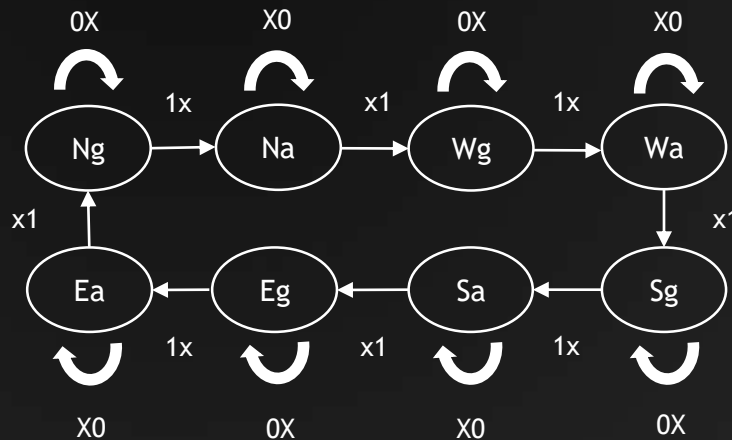 0X X0 0X X0
1x x1 1x
Ng Na Wg Wa
x1 x1
Ea Eg Sa Sg
1x x1 1x
X0 0X X0 0X